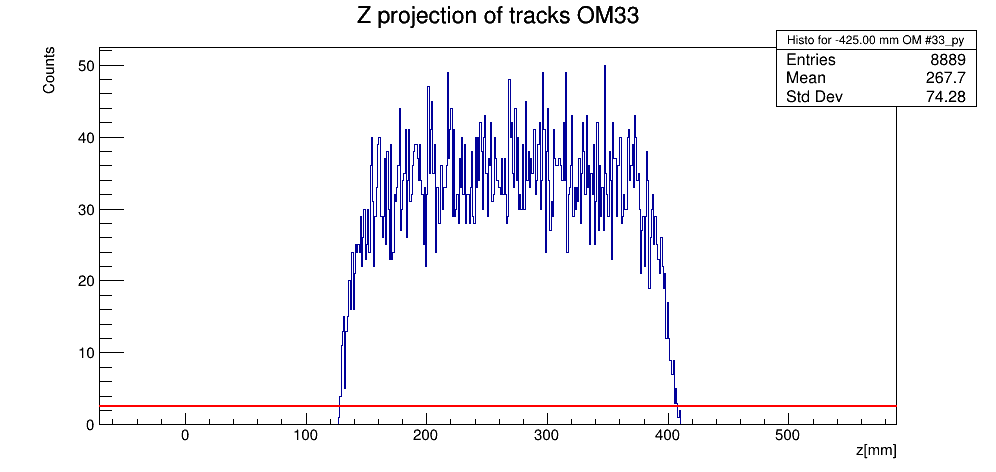 Z projection of tracks OM33
Histo for -425.00 mm OM #33_py
Entries 8889
Mean 267.7
Std Dev 74.28
Counts
50
40
30
20
10
0
0 100 200 300 400 500
z[mm]